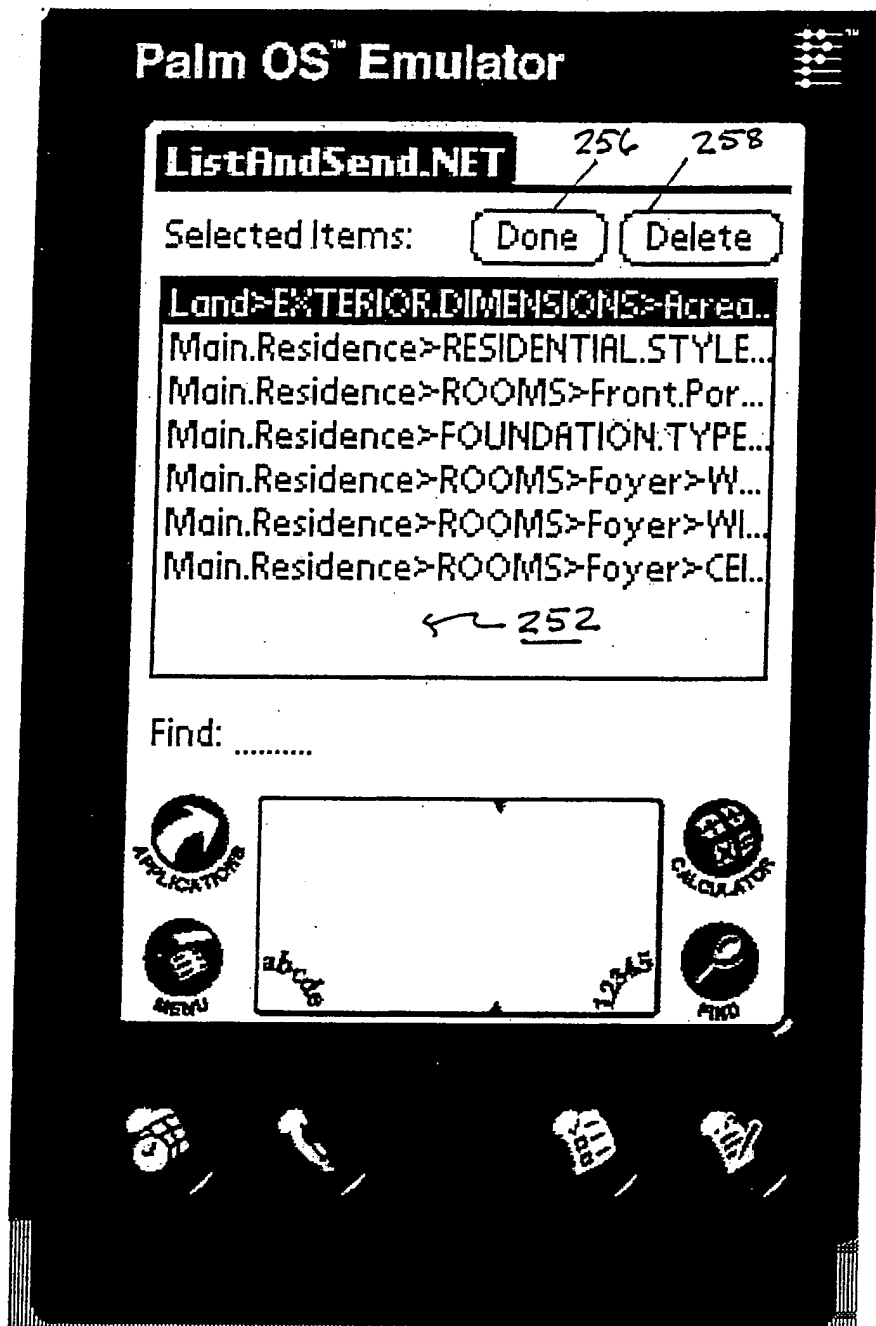 Palm OS™ Emulator ™
256 258
ListAndSend.NET
Selected Items: Done Delete
Land>EXTERIOR.DIMENSIONS>Acrea..
Main.Residence>RESIDENTIAL.STYLE...
Main.Residence>ROOMS>Front.Por...
Main.Residence>FOUNDATION.TYPE...
Main.Residence>ROOMS>Foyer>W...
Main.Residence>ROOMS>Foyer>WI...
Main.Residence>ROOMS>Foyer>CEI..
252
Find: ..........
APPLICATIONS CALCULATOR
abcde 12345
MENU FIND